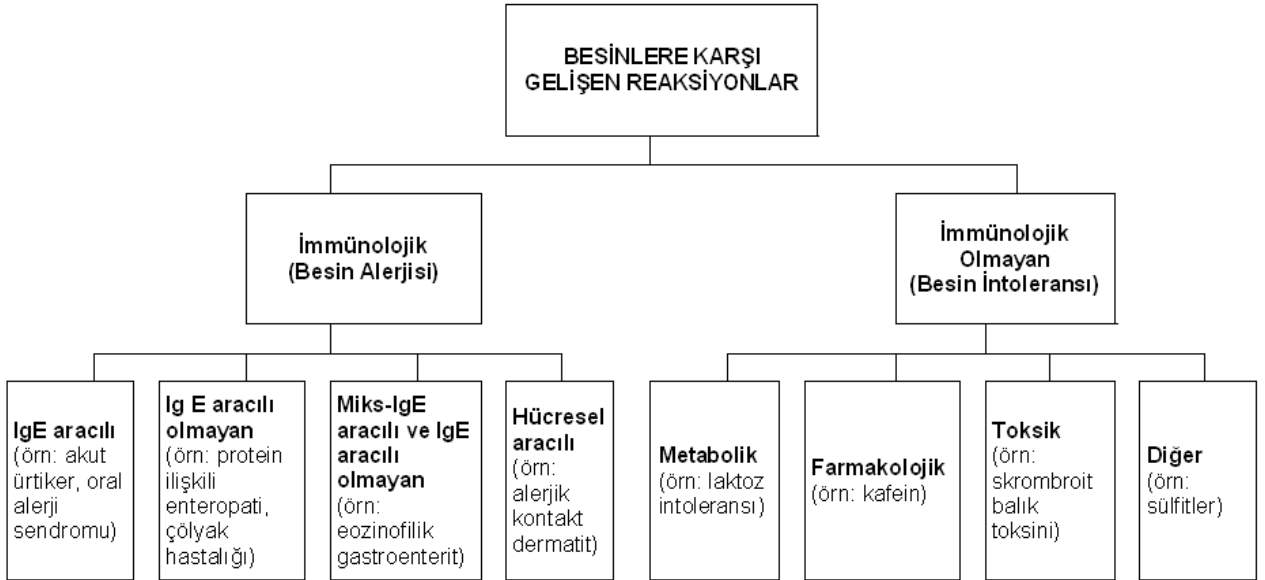 BESİNLERE KARŞI
GELİŞEN REAKSİYONLAR
İmmünolojik
(Besin Alerjisi)
İmmünolojik
Olmayan
(Besin İntoleransı)
IgE aracılı
(örn: akut
ürtiker, oral
alerji
sendromu)
Ig E aracılı
olmayan
(örn: protein
ilişkili
enteropati,
çölyak
hastalığı)
Miks-IgE
aracılı ve IgE
aracılı
olmayan
(örn:
eozinofilik
gastroenterit)
Hücresel
aracılı
(örn:
alerjik
kontakt
dermatit)
Metabolik
(örn: laktoz
intoleransı)
Farmakolojik
(örn: kafein)
Toksik
(örn:
skrombroit
balık
toksini)
Diğer
(örn:
sülfitler)